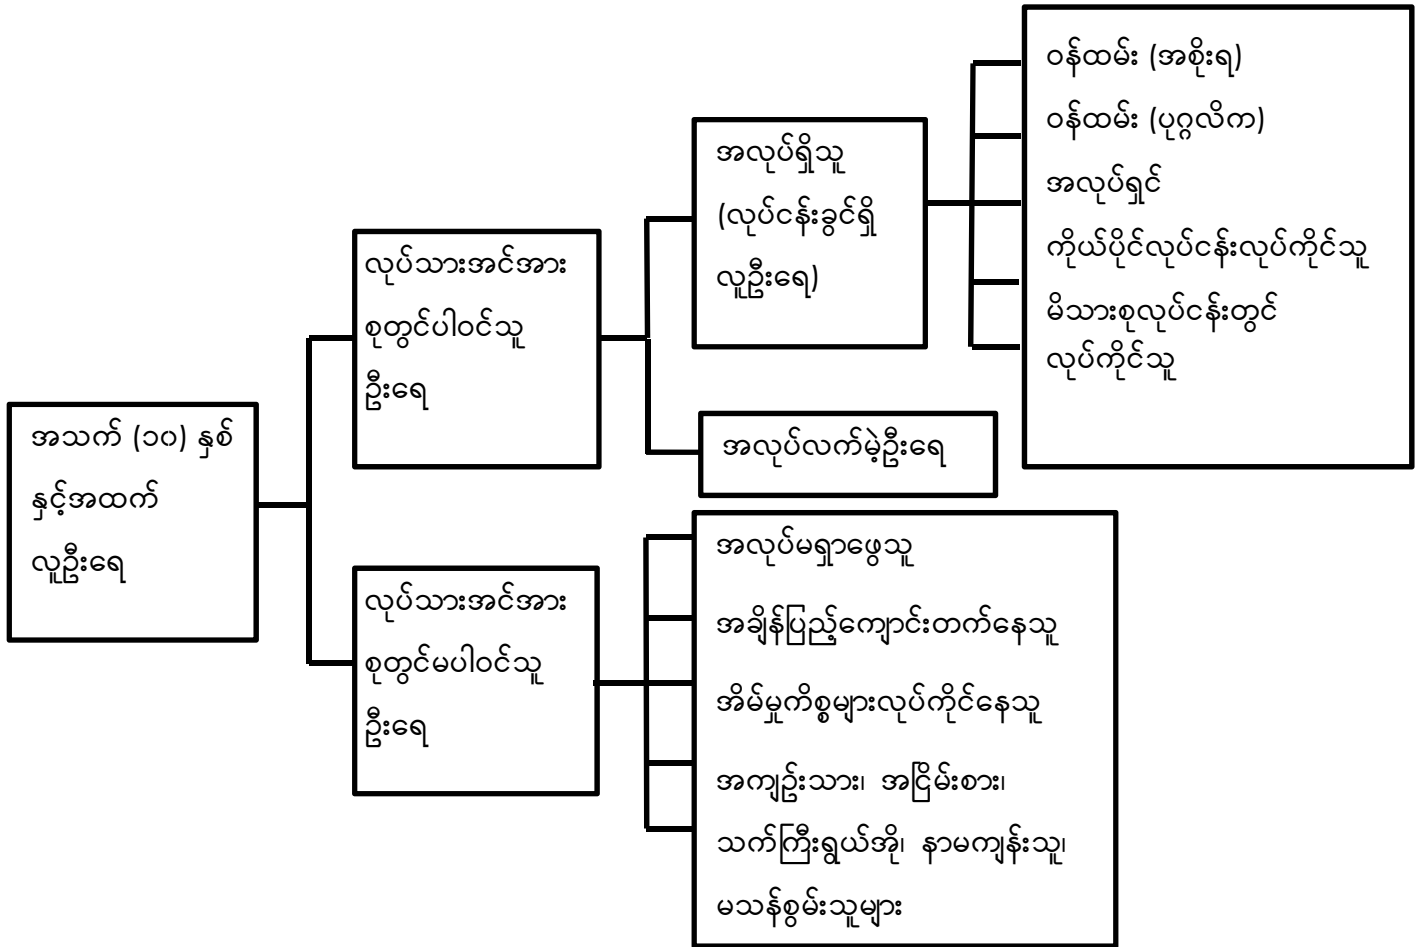 အသက် (၁၀) နှစ်
နှင့်အထက်
လူဦးရေ
လုပ်သားအင်အား
စုတွင်ပါဝင်သူ
ဦးရေ
လုပ်သားအင်အား
စုတွင်မပါဝင်သူ
ဦးရေ
အလုပ်ရှိသူ
(လုပ်ငန်းခွင်ရှိ
လူဦးရေ)
အလုပ်လက်မဲ့ဦးရေ
ဝန်ထမ်း (အစိုးရ)
ဝန်ထမ်း (ပုဂ္ဂလိက)
အလုပ်ရှင်
ကိုယ်ပိုင်လုပ်ငန်းလုပ်ကိုင်သူ
မိသားစုလုပ်ငန်းတွင်
လုပ်ကိုင်သူ
အလုပ်မရှာဖွေသူ
အချိန်ပြည့်ကျောင်းတက်နေသူ
အိမ်မှုကိစ္စများလုပ်ကိုင်နေသူ
အကျဥ်းသား၊ အငြိမ်းစား၊
သက်ကြီးရွယ်အို၊ နာမကျန်းသူ၊
မသန်စွမ်းသူများ